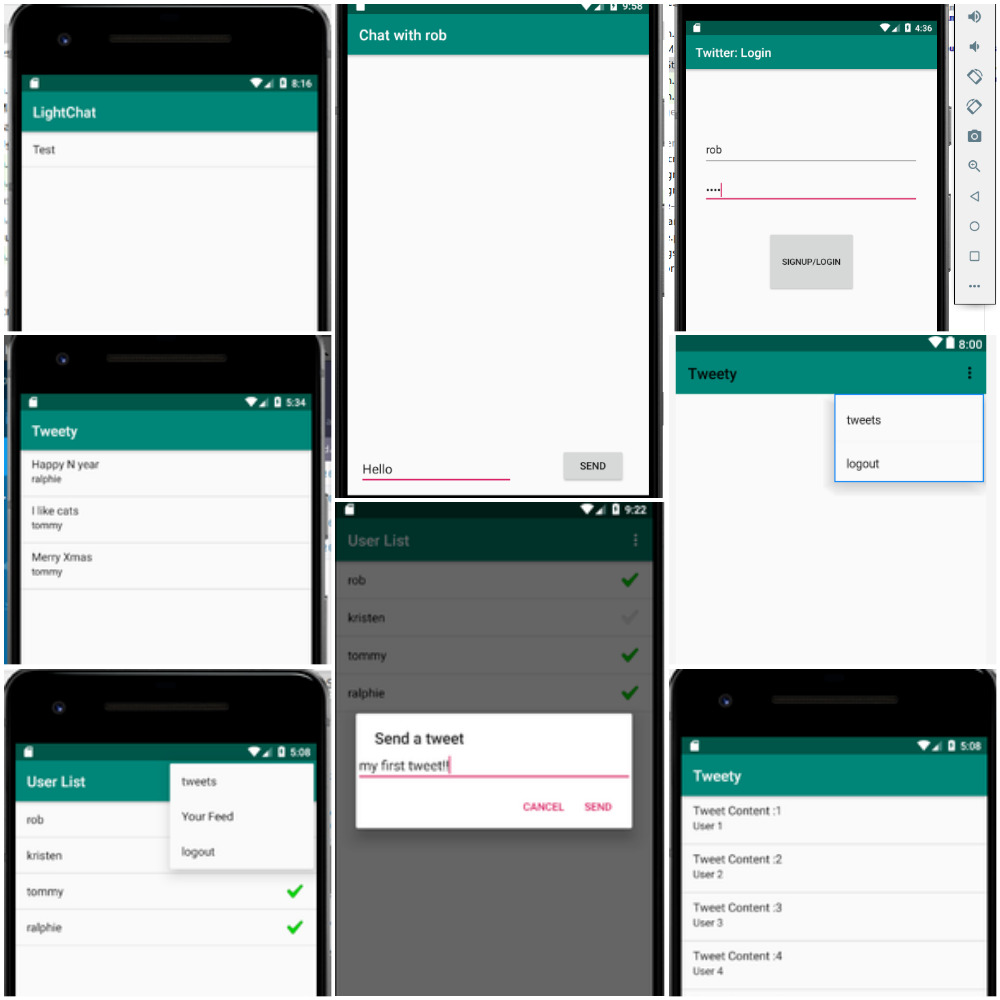 8:16
LightChat
Test
9:58
Chat with rob
Hello
SEND
4:36
Twitter: Login
rob
....
SIGNUP/LOGIN
5:34
Tweety
Happy N year
ralphie
I like cats
tommy
Merry Xmas
tommy
9:22
User List
rob
kristen
tommy
ralphie
Send a tweet
my first tweet!!
CANCEL SEND
8:00
Tweety
tweets
logout
5:08
User List
tweets
Your Feed
logout
rob
kristen
tommy
ralphie
5:08
Tweety
Tweet Content :1
User 1
Tweet Content :2
User 2
Tweet Content :3
User 3
Tweet Content :4
User 4